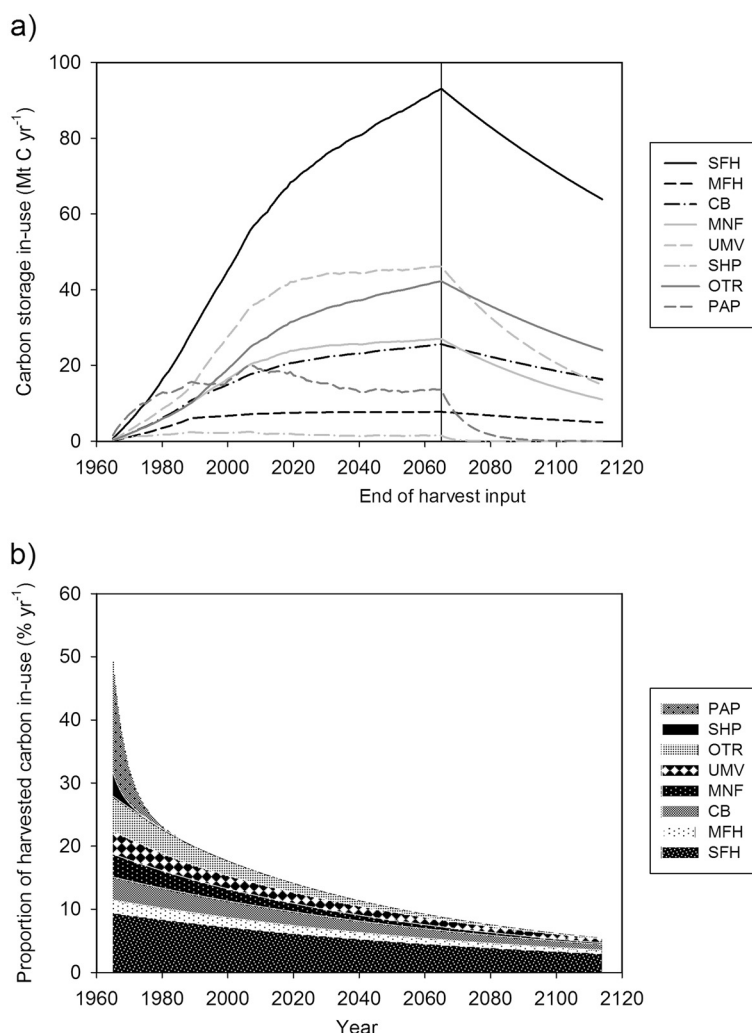 a)
Carbon storage in-use (Mt C yr⁻¹)
100
80
60
40
20
0
1960 1980 2000 2020 2040 2060 2080 2100 2120
End of harvest input
SFH
MFH
CB
MNF
UMV
SHP
OTR
PAP
b)
Proportion of harvested carbon in-use (% yr⁻¹)
60
50
40
30
20
10
0
1960 1980 2000 2020 2040 2060 2080 2100 2120
Year
PAP
SHP
OTR
UMV
MNF
CB
MFH
SFH